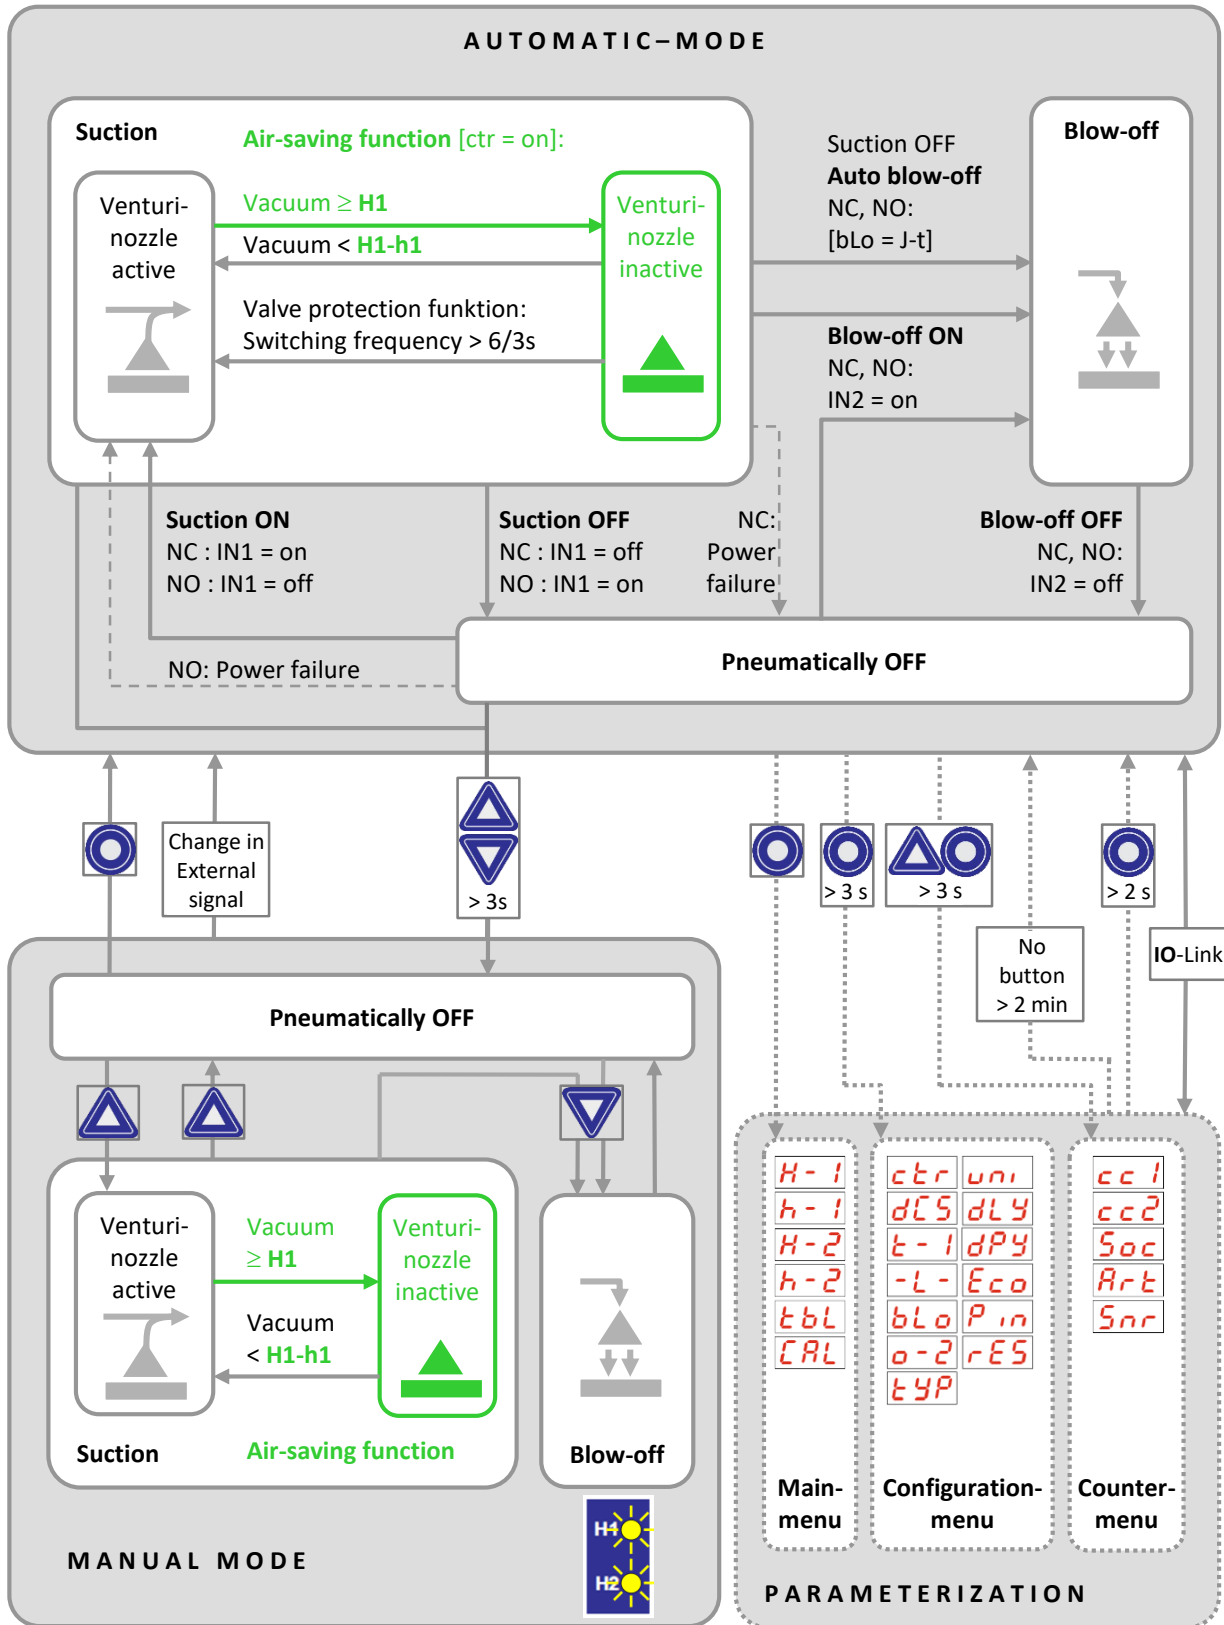 AUTOMATIC–MODE
Suction
Air-saving function [ctr = on]:
Venturi-
nozzle
active
Vacuum ≥ H1
Vacuum < H1-h1
Valve protection funktion:
Switching frequency > 6/3s
Venturi-
nozzle
inactive
Suction OFF
Auto blow-off
NC, NO:
[bLo = J-t]
Blow-off ON
NC, NO:
IN2 = on
Blow-off
Suction ON
NC : IN1 = on
NO : IN1 = off
Suction OFF
NC : IN1 = off
NO : IN1 = on
NC:
Power
failure
Blow-off OFF
NC, NO:
IN2 = off
NO: Power failure
Pneumatically OFF
Change in
External
signal
> 3s
> 3 s
> 3 s
> 2 s
No
button
> 2 min
IO-Link
Pneumatically OFF
Venturi-
nozzle
active
Vacuum
≥ H1
Vacuum
< H1-h1
Venturi-
nozzle
inactive
Suction
Air-saving function
Blow-off
H1
H2
MANUAL MODE
H-1
h-1
H-2
h-2
tbL
CAL
Main-
menu
ctr uni
dCS dLY
t-1 dPY
-L- Eco
bLo Pin
o-2 rES
tYP
Configuration-
menu
cc1
cc2
Soc
Art
Snr
Counter-
menu
PARAMETERIZATION